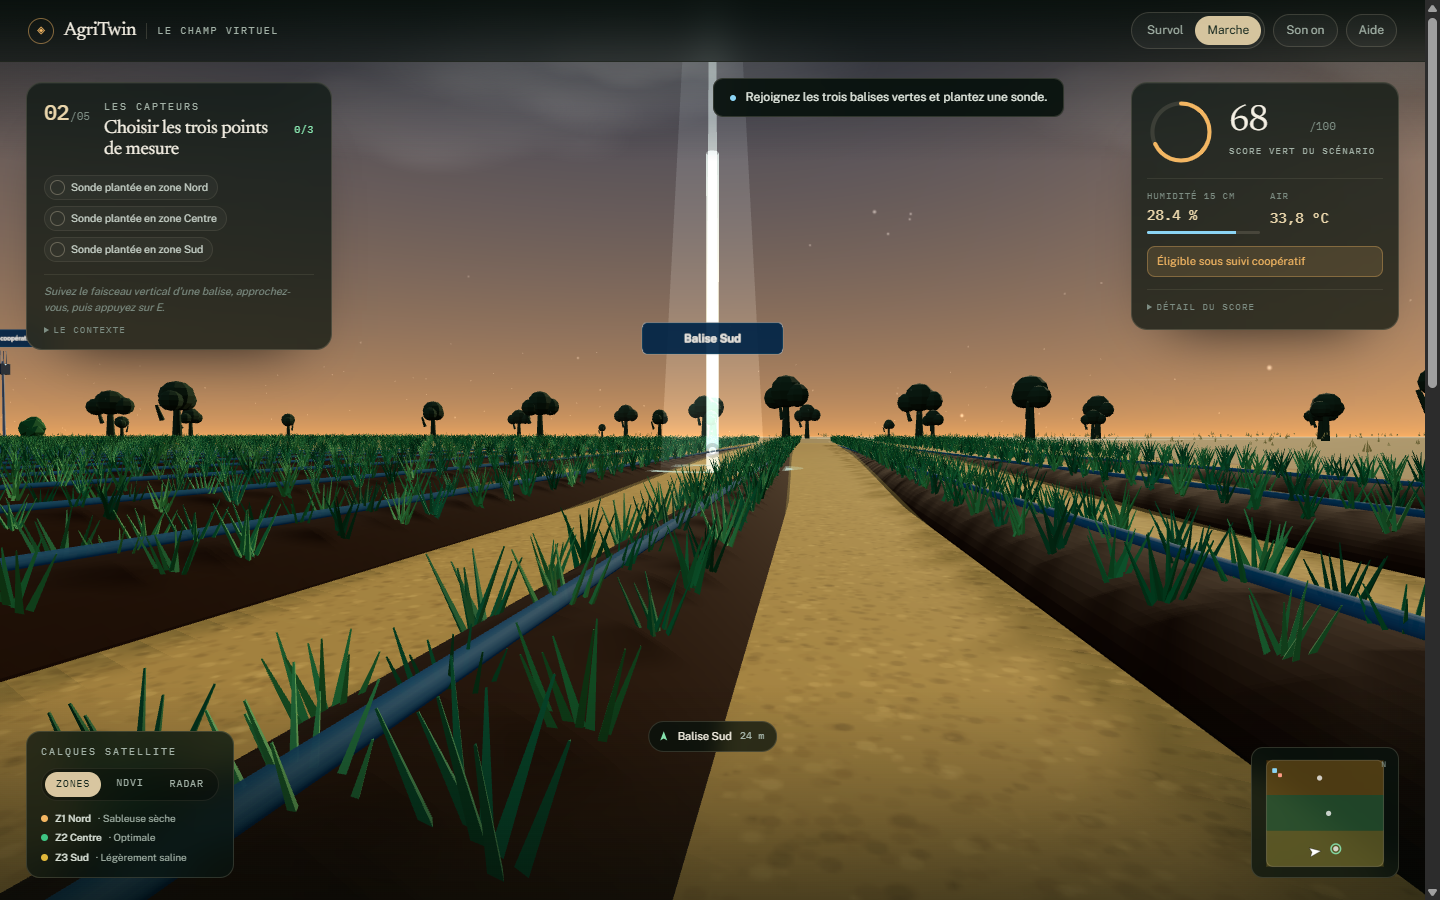 AgriTwin
LE CHAMP VIRTUEL
Survol
Marche
Son on
Aide
02/05
LES CAPTEURS
Choisir les trois points
de mesure
0/3
Sonde plantée en zone Nord
Sonde plantée en zone Centre
Sonde plantée en zone Sud
Suivez le faisceau vertical d'une balise, approchez-
vous, puis appuyez sur E.
LE CONTEXTE
Rejoignez les trois balises vertes et plantez une sonde.
68 /100
SCORE VERT DU SCÉNARIO
HUMIDITÉ 15 CM
28.4 %
AIR
33,8 °C
Éligible sous suivi coopératif
DÉTAIL DU SCORE
Balise Sud
Balise Sud 24 m
CALQUES SATELLITE
ZONES
NDVI
RADAR
Z1 Nord · Sableuse sèche
Z2 Centre · Optimale
Z3 Sud · Légèrement saline
N